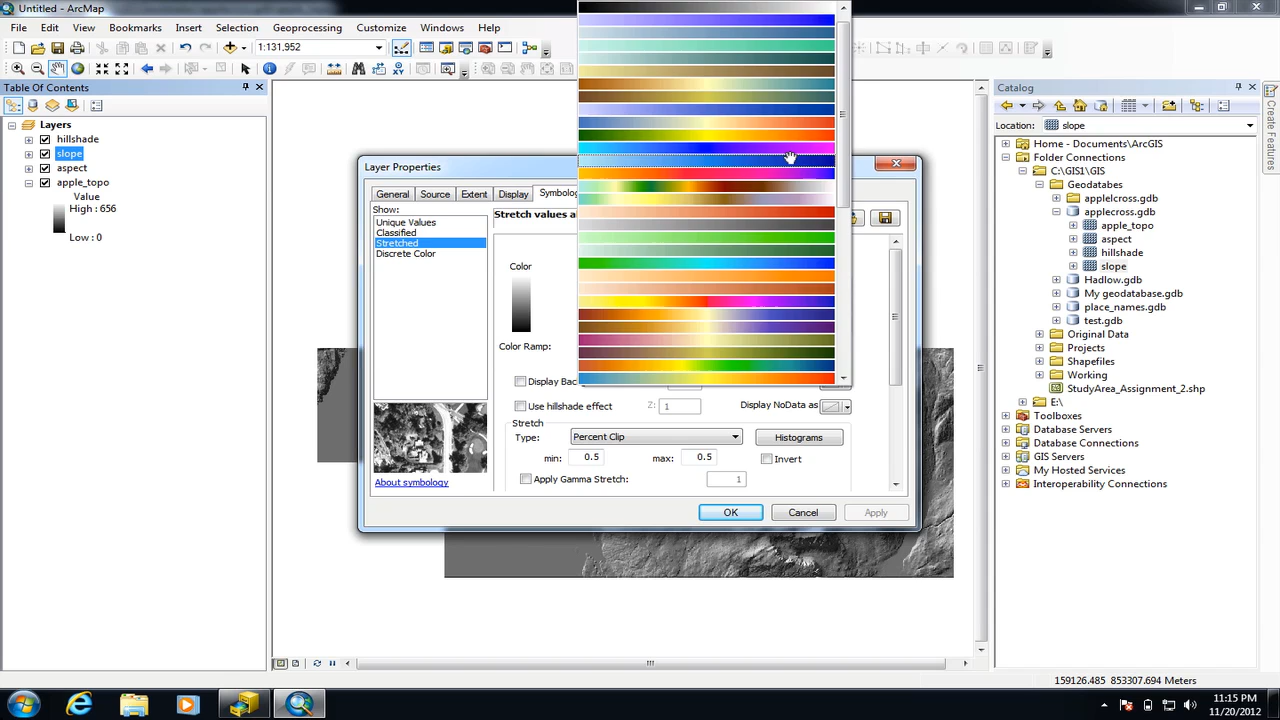 Untitled - ArcMap
File Edit View Bookmarks Insert Selection Geoprocessing Customize Windows Help
1:131,952
Table Of Contents
Layers
hillshade
slope
aspect
apple_topo
Value
High : 656
Low : 0
Layer Properties
General Source Extent Display
Show:
Unique Values
Classified
Stretched
Discrete Color
About symbology
Color
Color Ramp:
Use hillshade effect Z: 1 Display NoData as
Stretch
Type: Percent Clip Histograms
min: 0.5 max: 0.5 Invert
Apply Gamma Stretch: 1
OK Cancel Apply
Catalog
Location: slope
Home - Documents\ArcGIS
Folder Connections
C:\GIS1\GIS
Geodatabes
applelcross.gdb
applecross.gdb
apple_topo
aspect
hillshade
slope
Hadlow.gdb
My geodatabase.gdb
place_names.gdb
test.gdb
Original Data
Projects
Shapefiles
Working
StudyArea_Assignment_2.shp
E:\
Toolboxes
Database Servers
Database Connections
GIS Servers
My Hosted Services
Interoperability Connections
Create Features
159126.485 853307.694 Meters
11:15 PM
11/20/2012